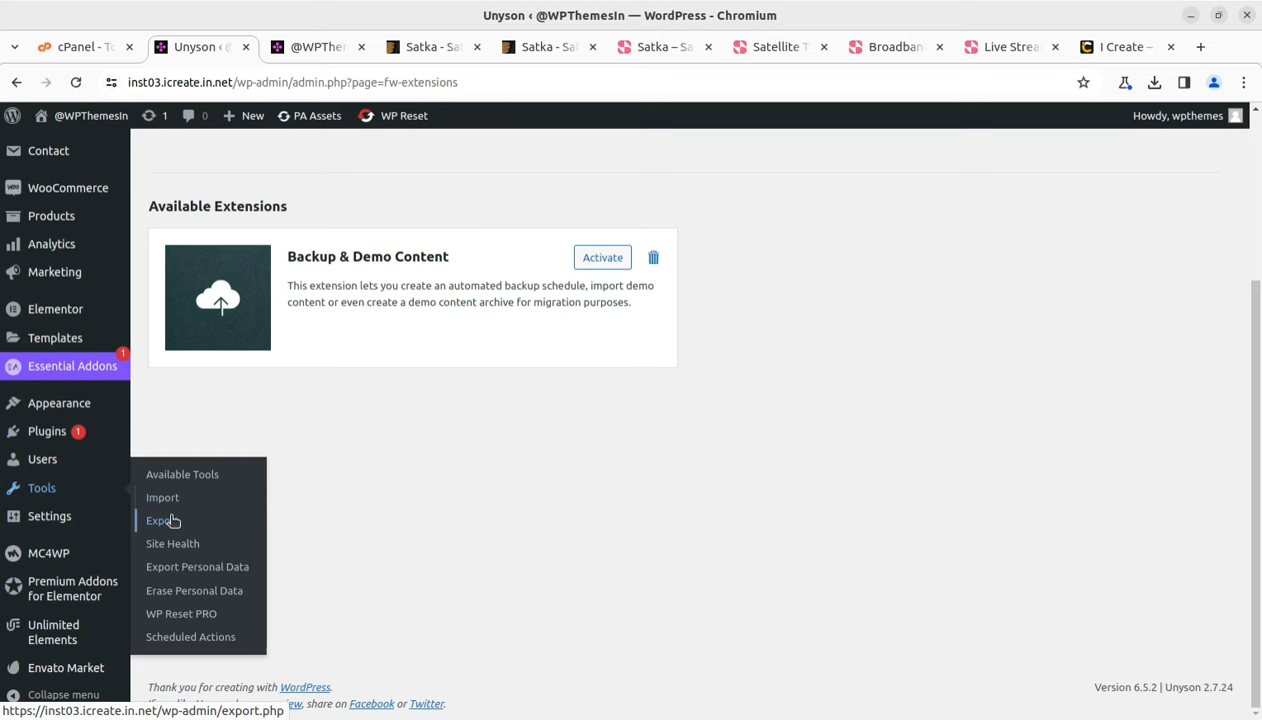 Unyson ‹ @WPThemesIn — WordPress - Chromium
cPanel - To
Unyson ‹ @
@WPThem
Satka - Sal
Satka - Sal
Satka – Sa
Satellite T
Broadban
Live Strea
I Create –
inst03.icreate.in.net/wp-admin/admin.php?page=fw-extensions
@WPThemesIn
1
0
New
PA Assets
WP Reset
Howdy, wpthemes
Contact
WooCommerce
Products
Analytics
Marketing
Elementor
Templates
Essential Addons
1
Appearance
Plugins 1
Users
Tools
Settings
MC4WP
Premium Addons
for Elementor
Unlimited
Elements
Envato Market
Collapse menu
Available Tools
Import
Site Health
Export Personal Data
Erase Personal Data
WP Reset PRO
Scheduled Actions
Available Extensions
Backup & Demo Content
Activate
This extension lets you create an automated backup schedule, import demo
content or even create a demo content archive for migration purposes.
Thank you for creating with WordPress.
share on Facebook or Twitter.
Version 6.5.2 | Unyson 2.7.24
https://inst03.icreate.in.net/wp-admin/export.php